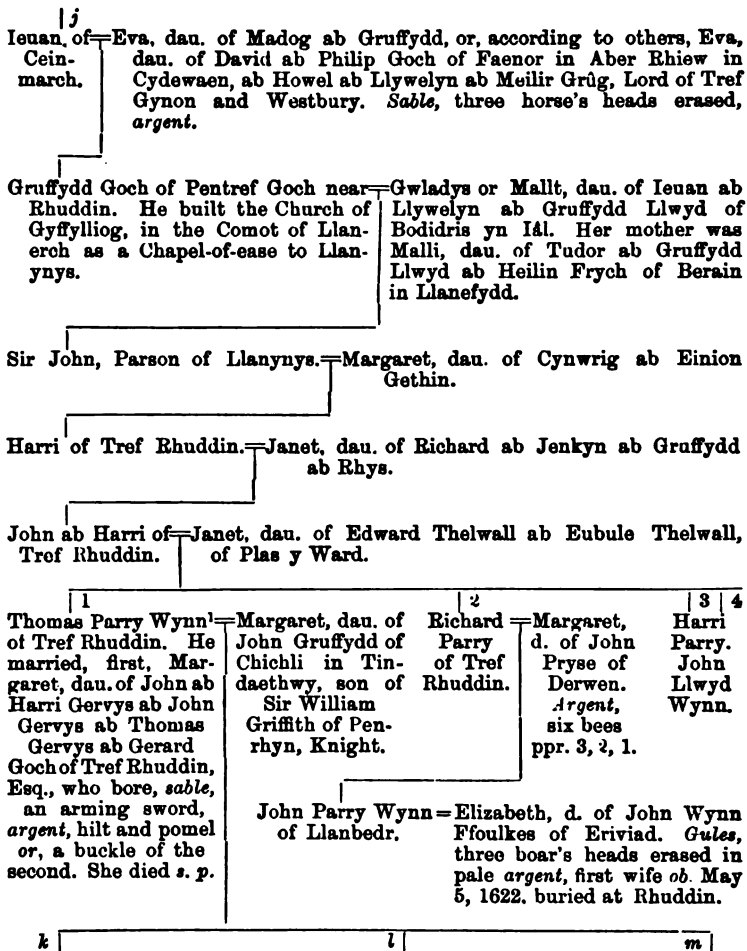 j
Ieuan of Cein-
march.
Eva, dau. of Madog ab Gruffydd, or, according to others, Eva,
dau. of David ab Philip Goch of Faenor in Aber Rhiew in
Cydewaen, ab Howel ab Llywelyn ab Meilir Grûg, Lord of Tref
Gynon and Westbury. Sable, three horse's heads erased,
argent.
Gruffydd Goch of Pentref Goch near
Rhuddin. He built the Church of
Gyffylliog, in the Comot of Llan-
erch as a Chapel-of-ease to Llan-
ynys.
Gwladys or Mallt, dau. of Ieuan ab
Llywelyn ab Gruffydd Llwyd of
Bodidris yn Iâl. Her mother was
Malli, dau. of Tudor ab Gruffydd
Llwyd ab Heilin Frych of Berain
in Llanefydd.
Sir John, Parson of Llanynys.
Margaret, dau. of Cynwrig ab Einion
Gethin.
Harri of Tref Rhuddin.
Janet, dau. of Richard ab Jenkyn ab Gruffydd
ab Rhys.
John ab Harri of
Tref Rhuddin.
Janet, dau. of Edward Thelwall ab Eubule Thelwall,
of Plas y Ward.
1
Thomas Parry Wynn¹
of Tref Rhuddin. He
married, first, Mar-
garet, dau. of John ab
Harri Gervys ab John
Gervys ab Thomas
Gervys ab Gerard
Goch of Tref Rhuddin,
Esq., who bore, sable,
an arming sword,
argent, hilt and pomel
or, a buckle of the
second. She died s. p.
Margaret, dau. of
John Gruffydd of
Chichli in Tin-
daethwy, son of
Sir William
Griffith of Pen-
rhyn, Knight.
2
Richard
Parry
of Tref
Rhuddin.
Margaret,
d. of John
Pryse of
Derwen.
Argent,
six bees
ppr. 3, 2, 1.
3 4
Harri
Parry.
John
Llwyd
Wynn.
John Parry Wynn
of Llanbedr.
Elizabeth, d. of John Wynn
Ffoulkes of Eriviad. Gules,
three boar's heads erased in
pale argent, first wife ob. May
5, 1622. buried at Rhuddin.
k l m